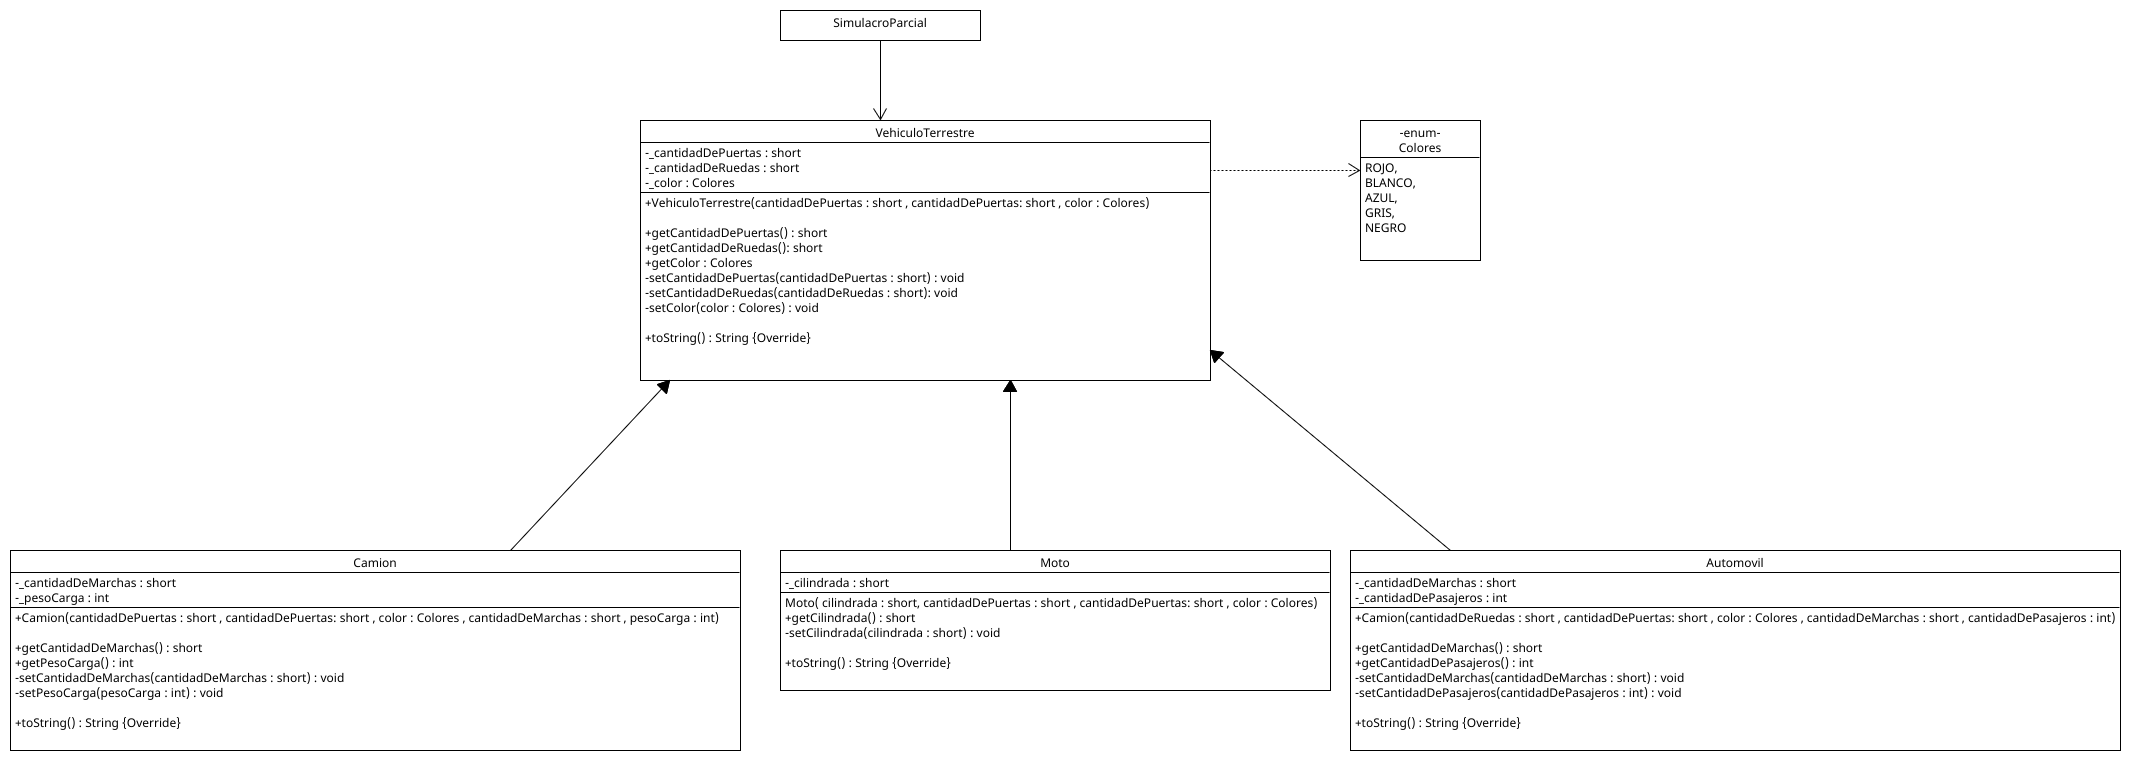 SimulacroParcial
VehiculoTerrestre
-_cantidadDePuertas : short
-_cantidadDeRuedas : short
-_color : Colores
+VehiculoTerrestre(cantidadDePuertas : short , cantidadDePuertas: short , color : Colores)
+getCantidadDePuertas() : short
+getCantidadDeRuedas(): short
+getColor : Colores
-setCantidadDePuertas(cantidadDePuertas : short) : void
-setCantidadDeRuedas(cantidadDeRuedas : short): void
-setColor(color : Colores) : void
+toString() : String {Override}
-enum-
Colores
ROJO,
BLANCO,
AZUL,
GRIS,
NEGRO
Camion
-_cantidadDeMarchas : short
-_pesoCarga : int
+Camion(cantidadDePuertas : short , cantidadDePuertas: short , color : Colores , cantidadDeMarchas : short , pesoCarga : int)
+getCantidadDeMarchas() : short
+getPesoCarga() : int
-setCantidadDeMarchas(cantidadDeMarchas : short) : void
-setPesoCarga(pesoCarga : int) : void
+toString() : String {Override}
Moto
-_cilindrada : short
Moto( cilindrada : short, cantidadDePuertas : short , cantidadDePuertas: short , color : Colores)
+getCilindrada() : short
-setCilindrada(cilindrada : short) : void
+toString() : String {Override}
Automovil
-_cantidadDeMarchas : short
-_cantidadDePasajeros : int
+Camion(cantidadDeRuedas : short , cantidadDePuertas: short , color : Colores , cantidadDeMarchas : short , cantidadDePasajeros : int)
+getCantidadDeMarchas() : short
+getCantidadDePasajeros() : int
-setCantidadDeMarchas(cantidadDeMarchas : short) : void
-setCantidadDePasajeros(cantidadDePasajeros : int) : void
+toString() : String {Override}